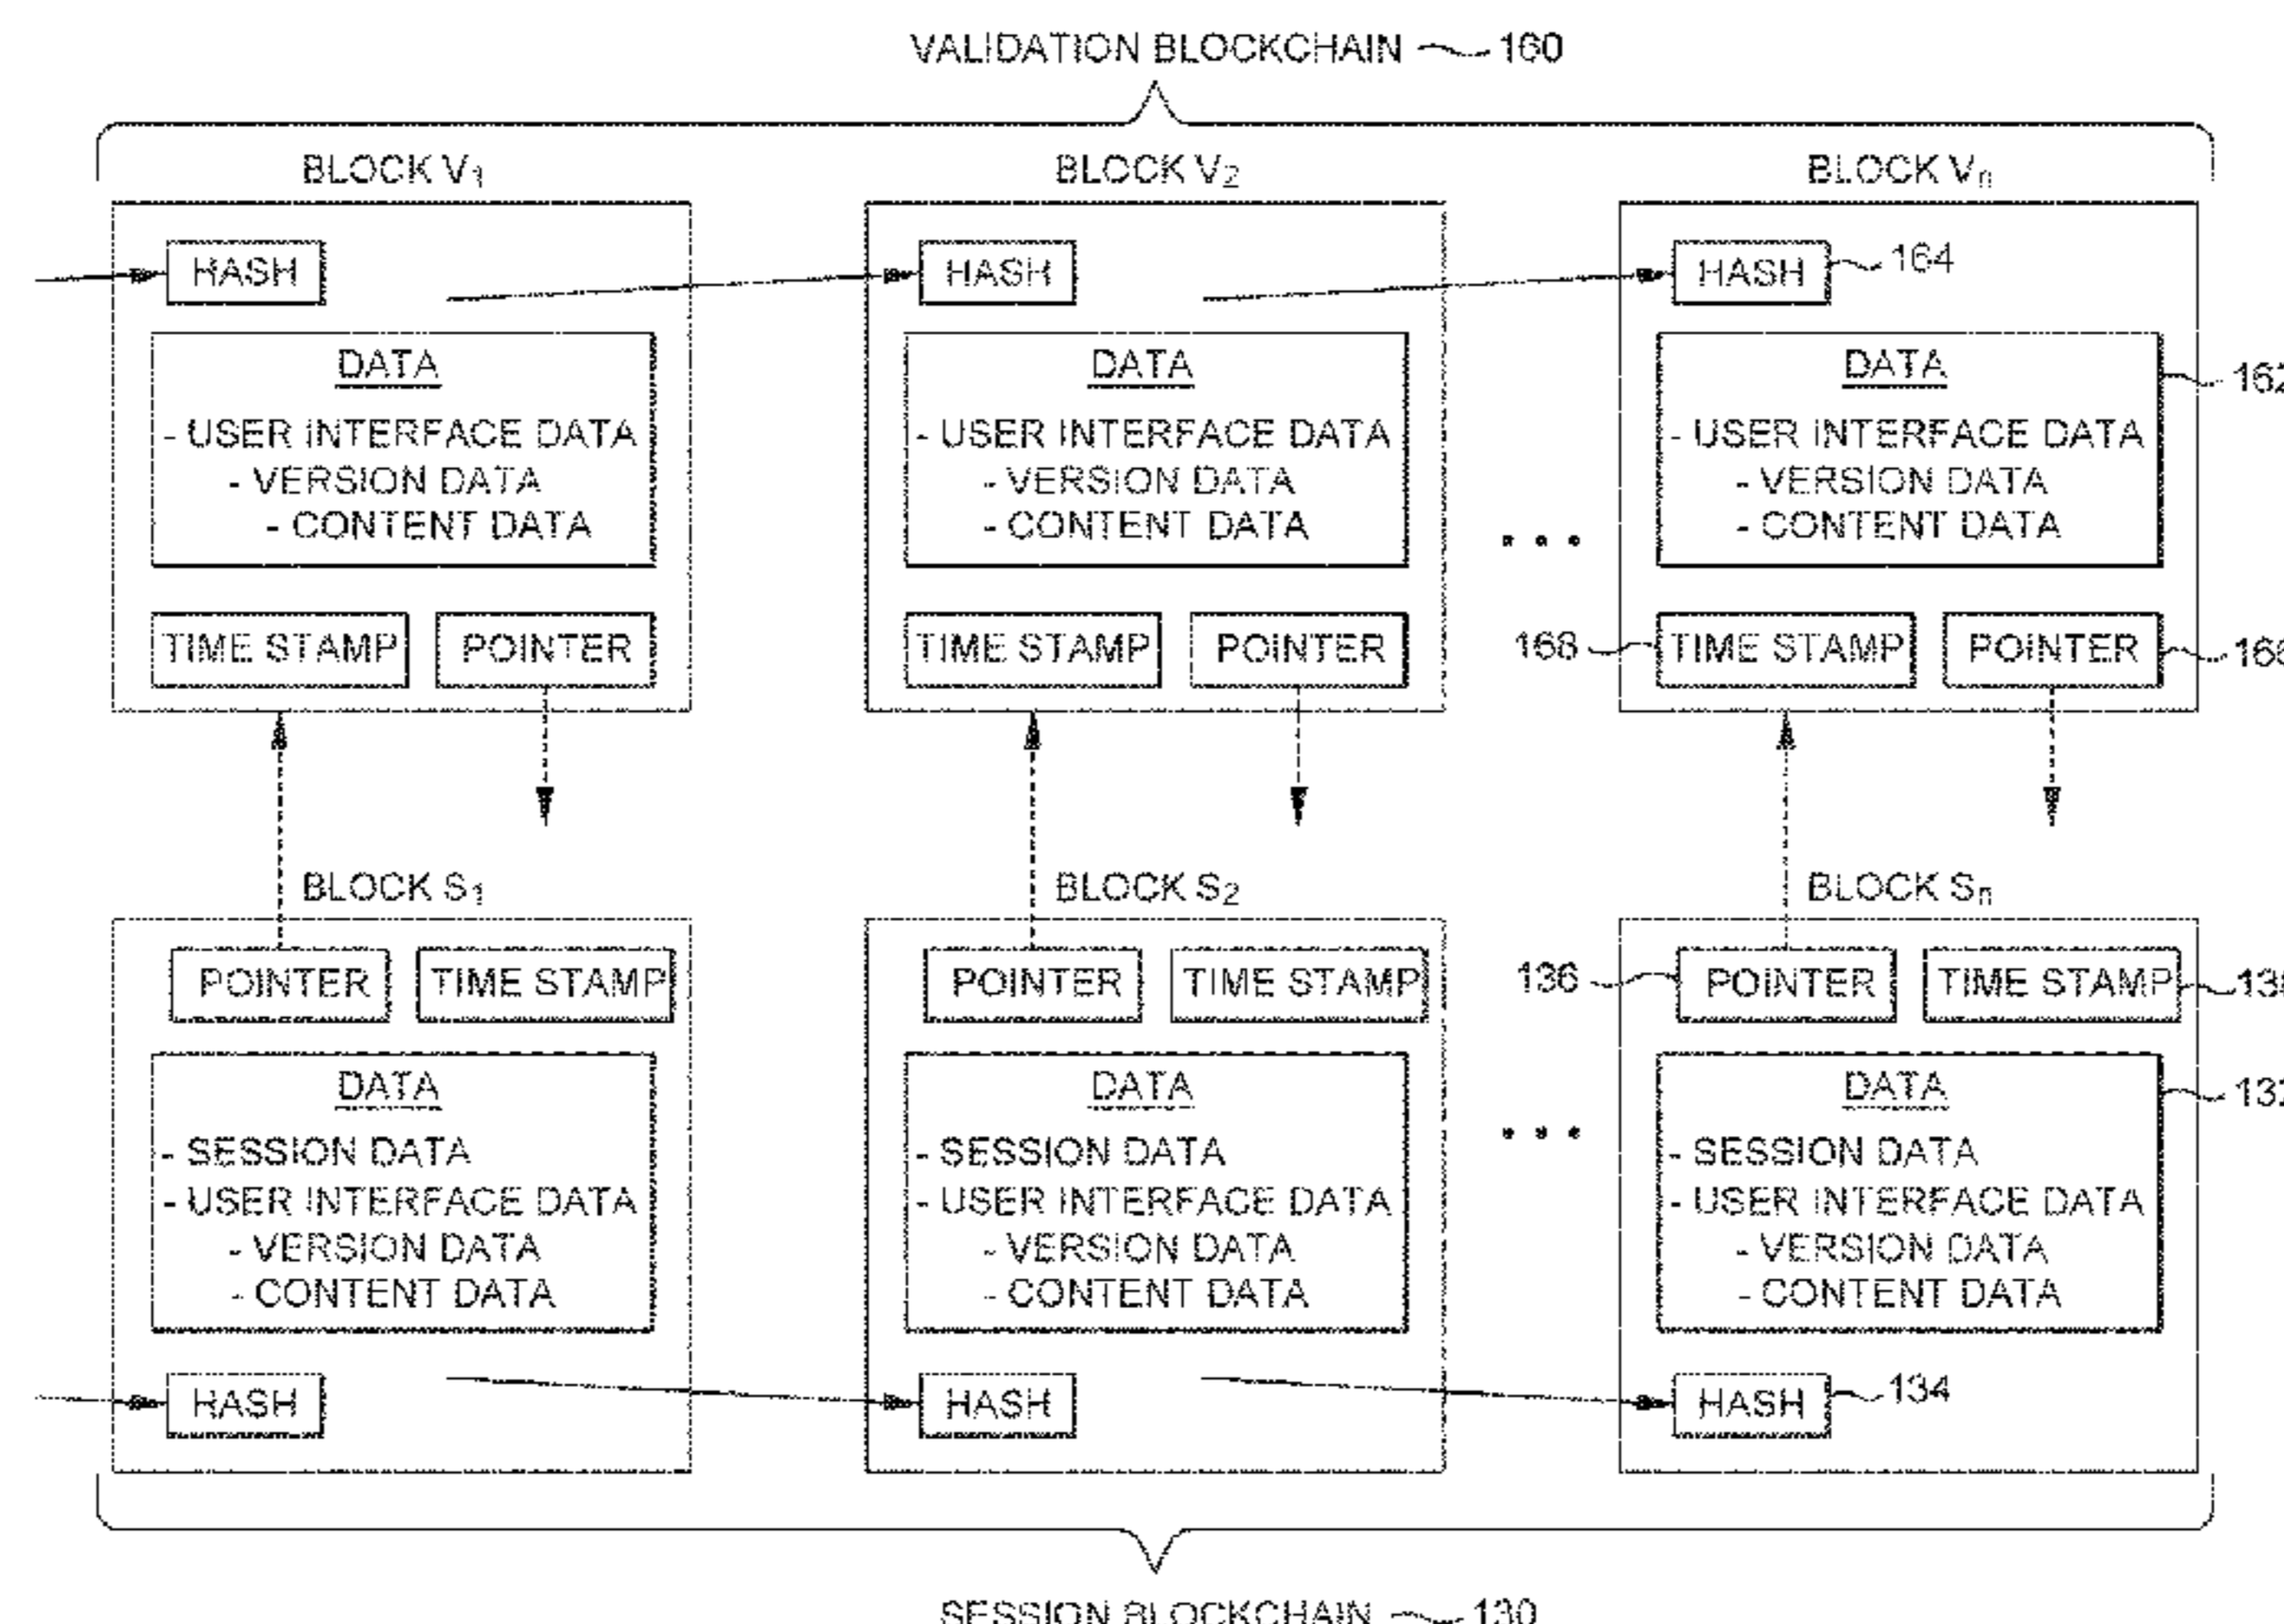 VALIDATION BLOCKCHAIN 160
BLOCK V1 BLOCK V2 BLOCK Vn
HASH HASH HASH 164
DATA DATA DATA
162
- USER INTERFACE DATA - USER INTERFACE DATA - USER INTERFACE DATA
- VERSION DATA - VERSION DATA - VERSION DATA
- CONTENT DATA - CONTENT DATA - CONTENT DATA
• • •
TIME STAMP POINTER TIME STAMP POINTER 168 TIME STAMP POINTER 166
BLOCK S1 BLOCK S2 BLOCK Sn
POINTER TIME STAMP POINTER TIME STAMP 136 POINTER TIME STAMP
DATA DATA DATA
132
- SESSION DATA - SESSION DATA - SESSION DATA
• • •
- USER INTERFACE DATA - USER INTERFACE DATA - USER INTERFACE DATA
- VERSION DATA - VERSION DATA - VERSION DATA
- CONTENT DATA - CONTENT DATA - CONTENT DATA
HASH HASH HASH 134
SESSION BLOCKCHAIN 130